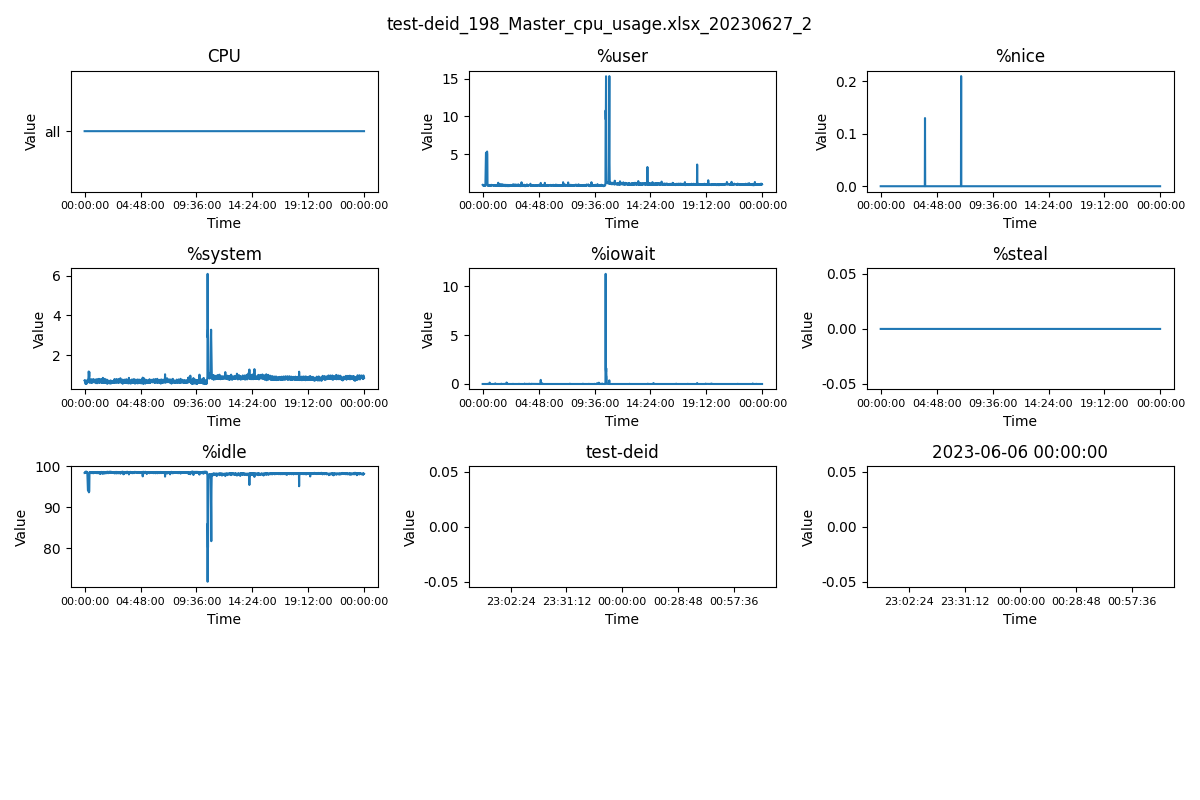 test-deid_198_Master_cpu_usage.xlsx_20230627_2
CPU
Value
all
00:00:00 04:48:00 09:36:00 14:24:00 19:12:00 00:00:00
Time
%user
Value
15
10
5
00:00:00 04:48:00 09:36:00 14:24:00 19:12:00 00:00:00
Time
%nice
Value
0.2
0.1
0.0
00:00:00 04:48:00 09:36:00 14:24:00 19:12:00 00:00:00
Time
%system
Value
6
4
2
00:00:00 04:48:00 09:36:00 14:24:00 19:12:00 00:00:00
Time
%iowait
Value
10
5
0
00:00:00 04:48:00 09:36:00 14:24:00 19:12:00 00:00:00
Time
%steal
Value
0.05
0.00
-0.05
00:00:00 04:48:00 09:36:00 14:24:00 19:12:00 00:00:00
Time
%idle
Value
100
90
80
00:00:00 04:48:00 09:36:00 14:24:00 19:12:00 00:00:00
Time
test-deid
Value
0.05
0.00
-0.05
23:02:24 23:31:12 00:00:00 00:28:48 00:57:36
Time
2023-06-06 00:00:00
Value
0.05
0.00
-0.05
23:02:24 23:31:12 00:00:00 00:28:48 00:57:36
Time